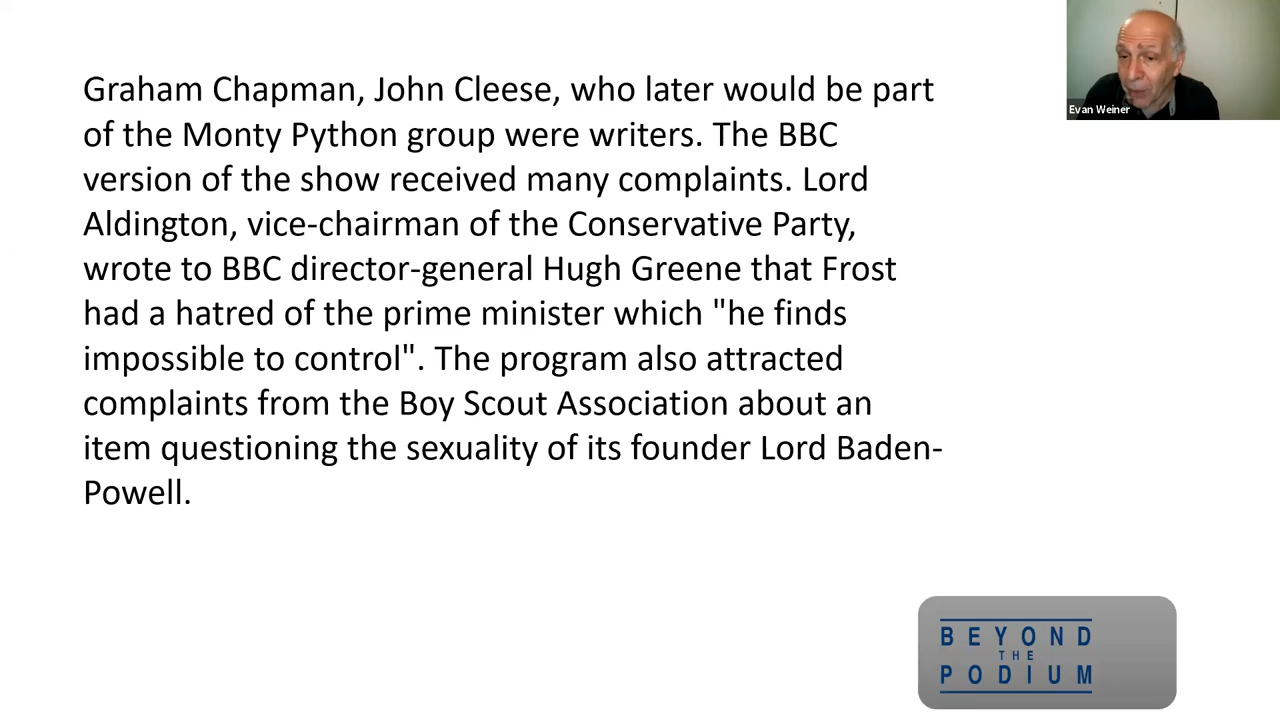 Graham Chapman, John Cleese, who later would be part
of the Monty Python group were writers. The BBC
version of the show received many complaints. Lord
Aldington, vice-chairman of the Conservative Party,
wrote to BBC director-general Hugh Greene that Frost
had a hatred of the prime minister which "he finds
impossible to control". The program also attracted
complaints from the Boy Scout Association about an
item questioning the sexuality of its founder Lord Baden-
Powell.
Evan Weiner
BEYOND
THE
PODIUM